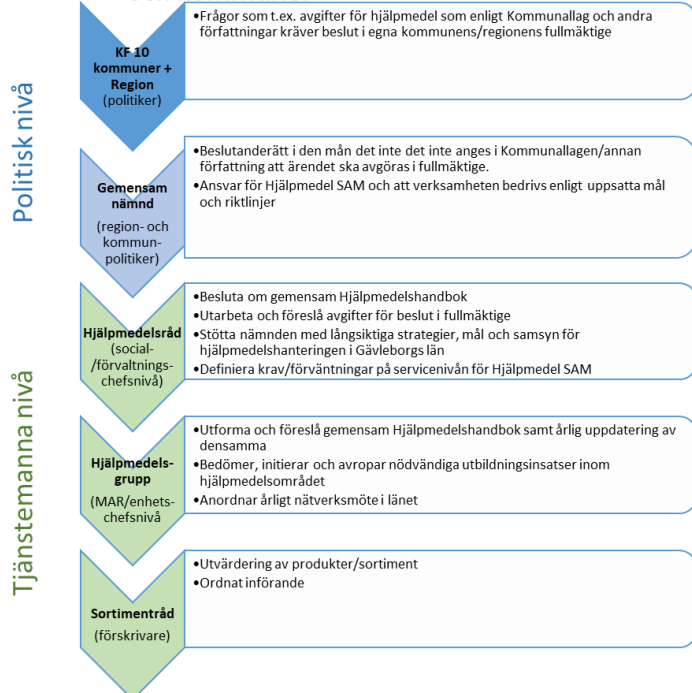 Politisk nivå
KF 10
kommuner +
Region
(politiker)
•Frågor som t.ex. avgifter för hjälpmedel som enligt Kommunallag och andra
författningar kräver beslut i egna kommunens/regionens fullmäktige
Gemensam
nämnd
(region- och
kommun-
politiker)
•Beslutanderätt i den mån det inte det inte anges i Kommunallagen/annan
författning att ärendet ska avgöras i fullmäktige.
•Ansvar för Hjälpmedel SAM och att verksamheten bedrivs enligt uppsatta mål
och riktlinjer
Tjänstemanna nivå
Hjälpmedelsråd
(social-
/förvaltnings-
chefsnivå)
•Besluta om gemensam Hjälpmedelshandbok
•Utarbeta och föreslå avgifter för beslut i fullmäktige
•Stötta nämnden med långsiktiga strategier, mål och samsyn för
hjälpmedelshanteringen i Gävleborgs län
•Definiera krav/förväntningar på servicenivån för Hjälpmedel SAM
Hjälpmedels-
grupp
(MAR/enhets-
chefsnivå
•Utforma och föreslå gemensam Hjälpmedelshandbok samt årlig uppdatering av
densamma
•Bedömer, initierar och avropar nödvändiga utbildningsinsatser inom
hjälpmedelsområdet
•Anordnar årligt nätverksmöte i länet
Sortimentråd
(förskrivare)
•Utvärdering av produkter/sortiment
•Ordnat införande